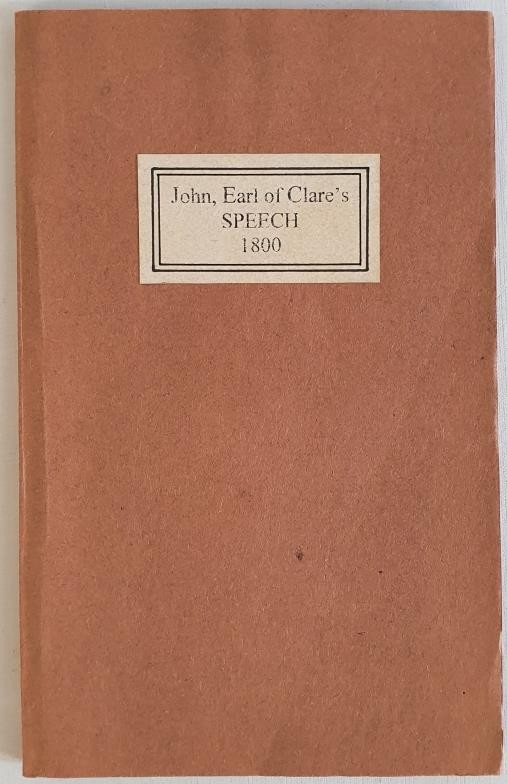 John, Earl of Clare's
SPEECH
1800